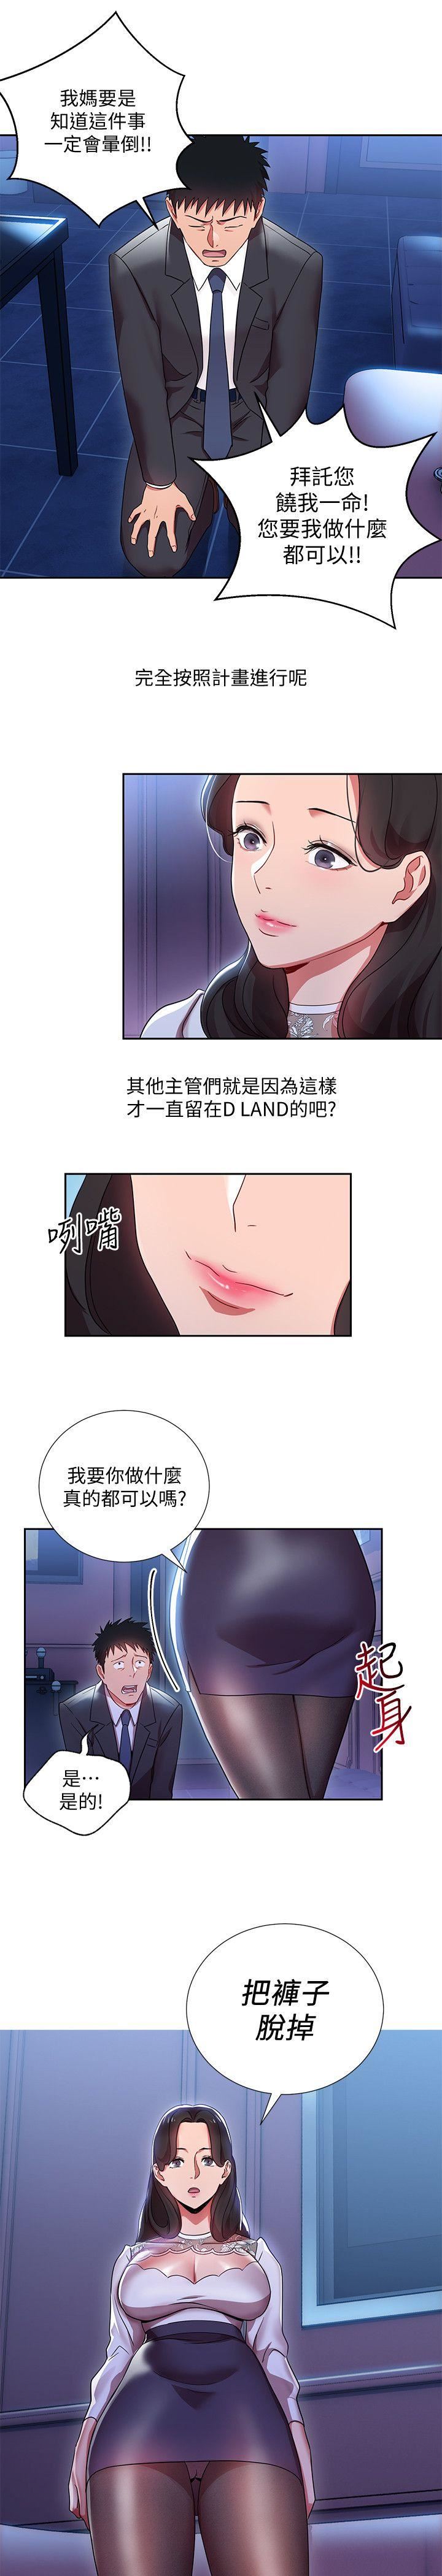 我媽要是
知道這件事
一定會暈倒!!
拜託您
饒我一命!
您要我做什麼
都可以!!
完全按照計畫進行呢
其他主管們就是因為這樣
才一直留在D LAND的吧?
咧嘴
我要你做什麼
真的都可以嗎?
起身
是…
是的!
把褲子
脫掉